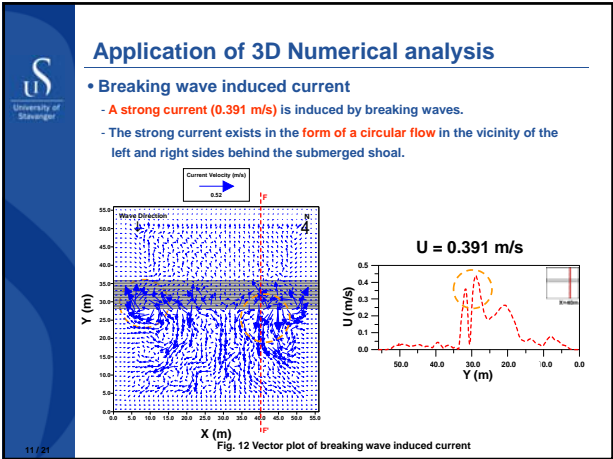 Application of 3D Numerical analysis
uS
University of
Stavanger
• Breaking wave induced current
- A strong current (0.391 m/s) is induced by breaking waves.
- The strong current exists in the form of a circular flow in the vicinity of the
left and right sides behind the submerged shoal.
Current Velocity (m/s)
0.52
F
Wave Direction
N
4
55.0
50.0
45.0
40.0
35.0
30.0
25.0
20.0
15.0
10.0
5.0
0.0
Y (m)
0.0 5.0 10.0 15.0 20.0 25.0 30.0 35.0 40.0 45.0 50.0 55.0
X (m)
F'
U = 0.391 m/s
0.5
0.4
0.3
0.2
0.1
0.0
U (m/s)
50.0 40.0 30.0 20.0 10.0 0.0
Y (m)
X=40m
Fig. 12 Vector plot of breaking wave induced current
11 / 21